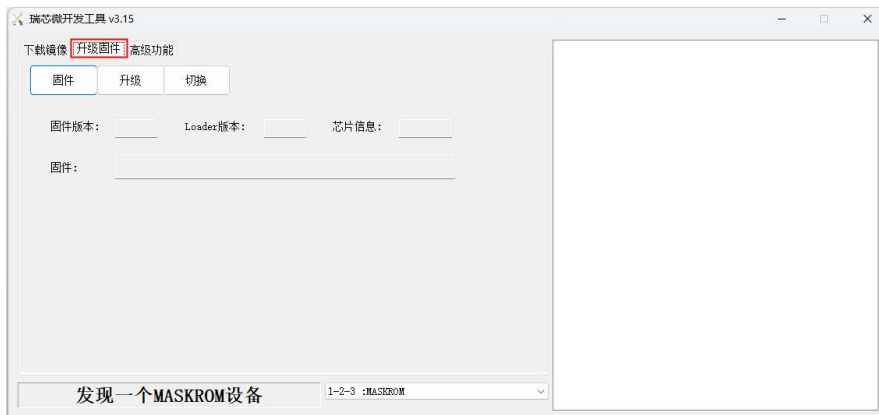 瑞芯微开发工具 v3.15
下载镜像 升级固件 高级功能
固件 升级 切换
固件版本： Loader版本： 芯片信息：
固件：
发现一个MASKROM设备 1-2-3 :MASKROM